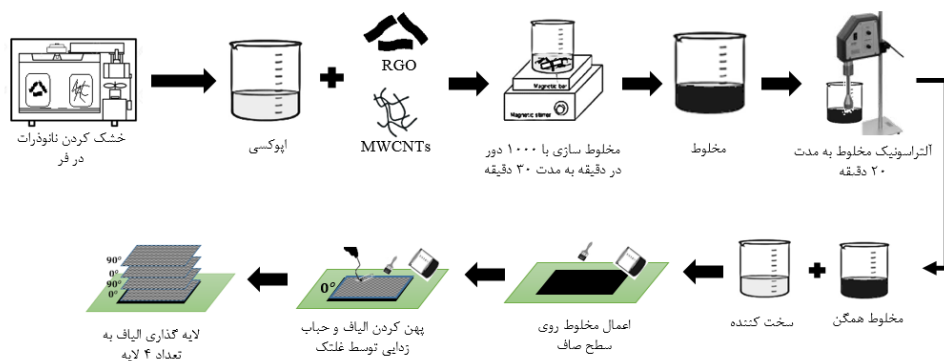 خشک کردن نانوذرات
در فر
اپوکسی
RGO
MWCNTs
Magnetic bar
Magnetic stirrer
مخلوط سازی با ۱۰۰۰ دور
در دقیقه به مدت ۳۰ دقیقه
مخلوط
آلتراسونیک مخلوط به مدت
۲۰ دقیقه
مخلوط همگن
سخت کننده
اعمال مخلوط روی
سطح صاف
0°
پهن کردن الیاف و حباب
زدایی توسط غلتک
90°
0°
90°
0°
لایه گذاری الیاف به
تعداد ۴ لایه